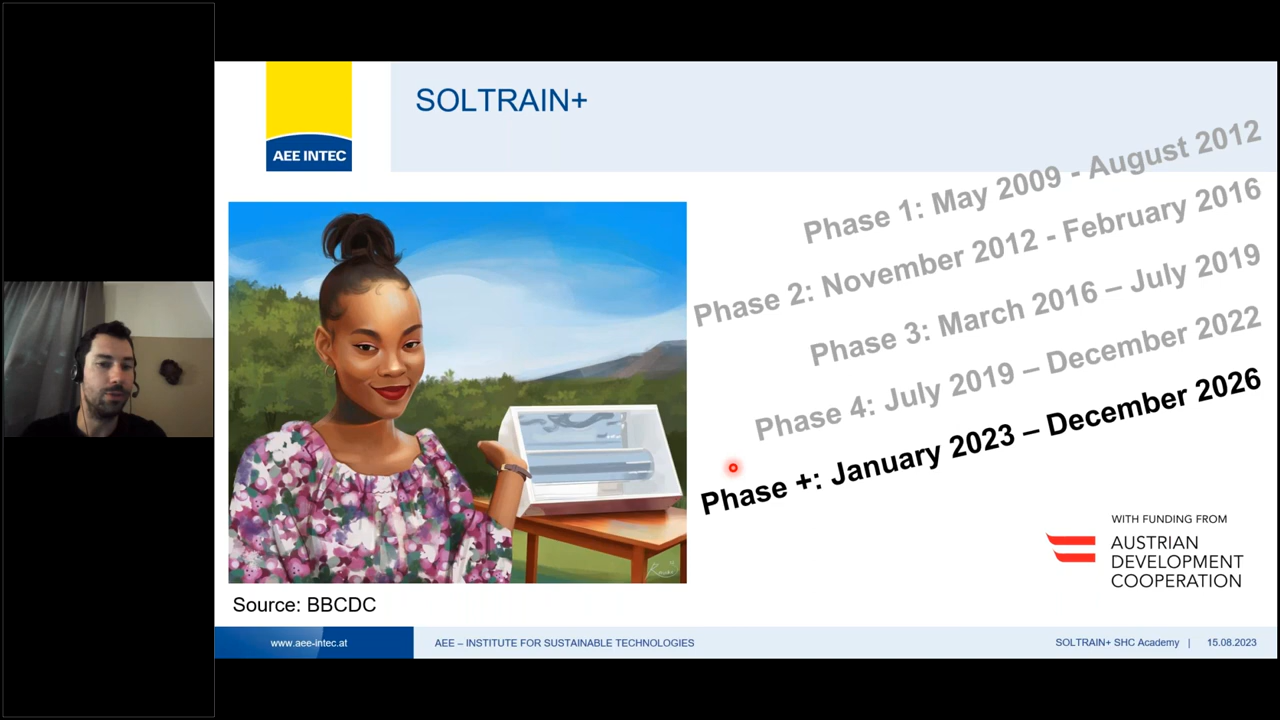 SOLTRAIN+
AEE INTEC
Phase 1: May 2009 - August 2012
Phase 2: November 2012 - February 2016
Phase 3: March 2016 – July 2019
Phase 4: July 2019 – December 2022
Phase +: January 2023 – December 2026
WITH FUNDING FROM
AUSTRIAN
DEVELOPMENT
COOPERATION
Source: BBCDC
www.aee-intec.at
AEE – INSTITUTE FOR SUSTAINABLE TECHNOLOGIES
SOLTRAIN+ SHC Academy | 15.08.2023